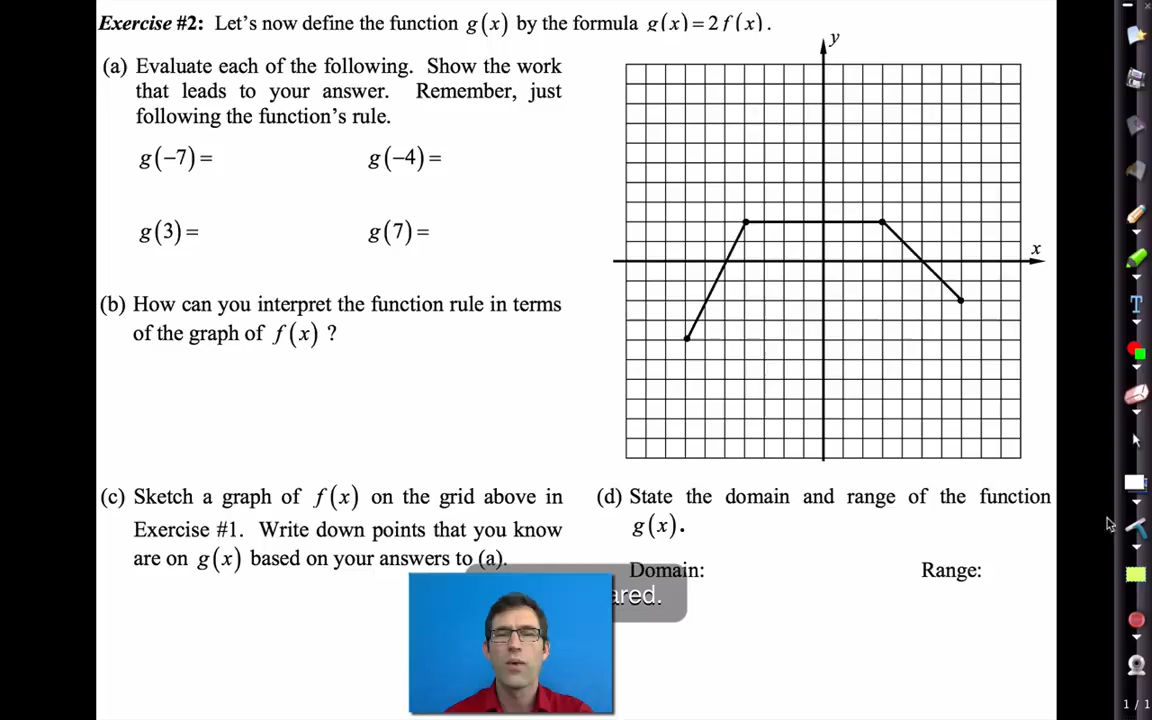 Exercise #2: Let's now define the function g(x) by the formula g(x) = 2f(x).
(a) Evaluate each of the following. Show the work
that leads to your answer. Remember, just
following the function's rule.
g(−7) = g(−4) =
g(3) = g(7) =
(b) How can you interpret the function rule in terms
of the graph of f(x) ?
y
x
(c) Sketch a graph of f(x) on the grid above in
Exercise #1. Write down points that you know
are on g(x) based on your answers to (a).
(d) State the domain and range of the function
g(x).
Domain: Range:
T
1 / 1